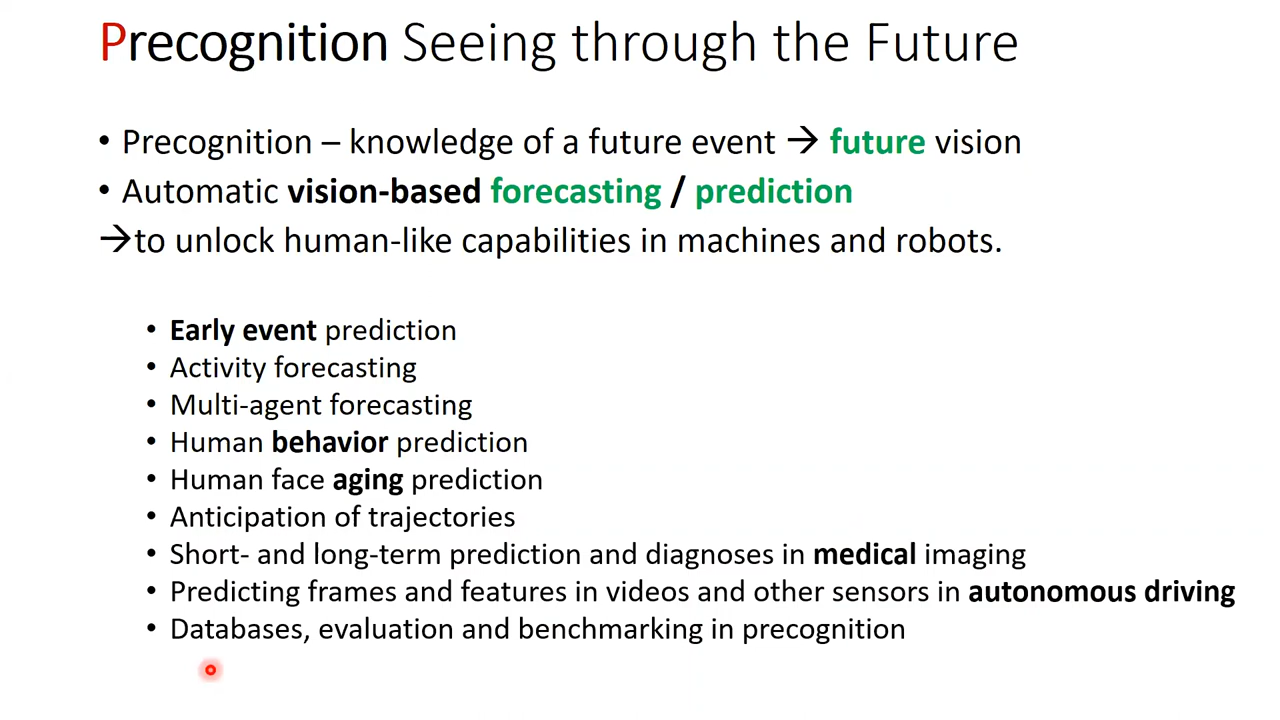 Precognition Seeing through the Future
• Precognition – knowledge of a future event → future vision
• Automatic vision-based forecasting / prediction
→to unlock human-like capabilities in machines and robots.
• Early event prediction
• Activity forecasting
• Multi-agent forecasting
• Human behavior prediction
• Human face aging prediction
• Anticipation of trajectories
• Short- and long-term prediction and diagnoses in medical imaging
• Predicting frames and features in videos and other sensors in autonomous driving
• Databases, evaluation and benchmarking in precognition